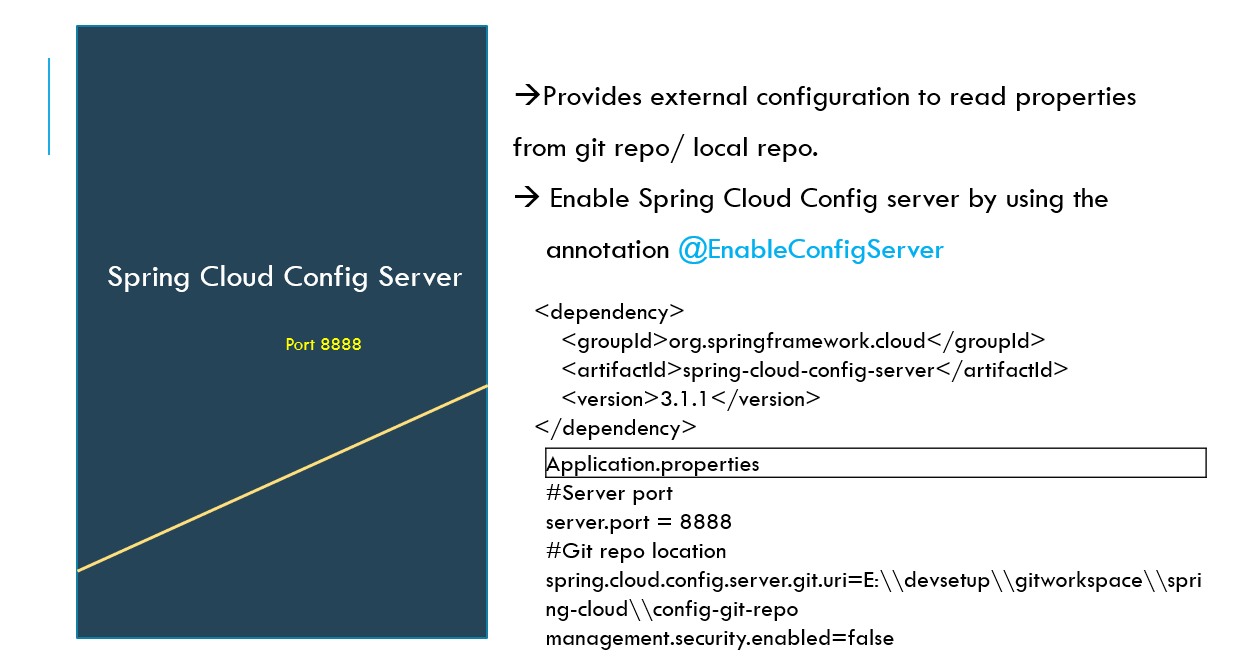 Spring Cloud Config Server
Port 8888
→Provides external configuration to read properties
from git repo/ local repo.
→ Enable Spring Cloud Config server by using the
annotation @EnableConfigServer
<dependency>
<groupId>org.springframework.cloud</groupId>
<artifactId>spring-cloud-config-server</artifactId>
<version>3.1.1</version>
</dependency>
Application.properties
#Server port
server.port = 8888
#Git repo location
spring.cloud.config.server.git.uri=E:\\devsetup\\gitworkspace\\spri
ng-cloud\\config-git-repo
management.security.enabled=false